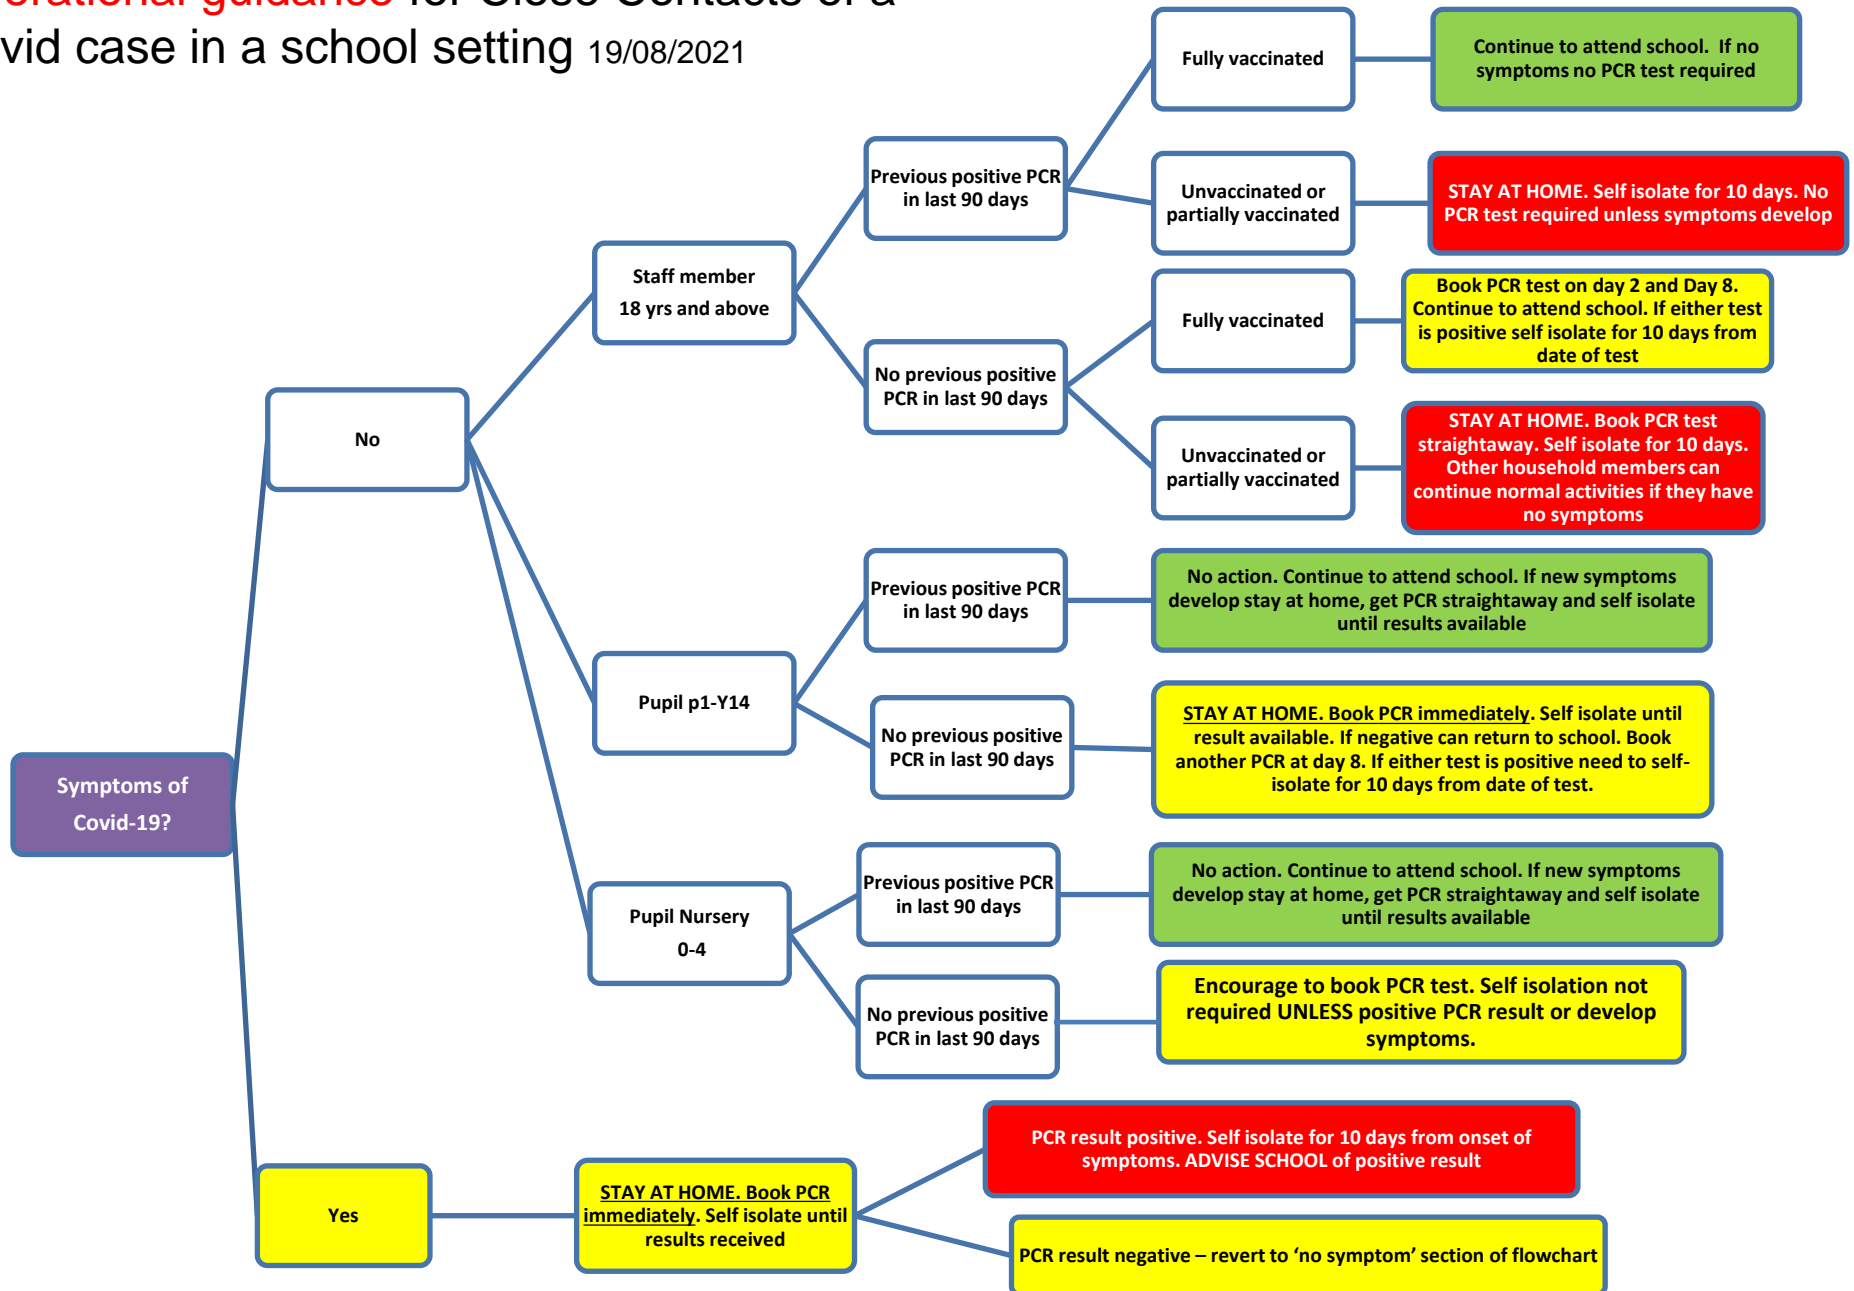 guidance for Close Contacts of a
case in a school setting 19/08/2021
Fully vaccinated
Continue to attend school. If no
symptoms no PCR test required
Previous positive PCR
in last 90 days
Unvaccinated or
partially vaccinated
STAY AT HOME. Self isolate for 10 days. No
PCR test required unless symptoms develop
Staff member
18 yrs and above
Fully vaccinated
Book PCR test on day 2 and Day 8.
Continue to attend school. If either test
is positive self isolate for 10 days from
date of test
No previous positive
PCR in last 90 days
Unvaccinated or
partially vaccinated
STAY AT HOME. Book PCR test
straightaway. Self isolate for 10 days.
Other household members can
continue normal activities if they have
no symptoms
No
Previous positive PCR
in last 90 days
No action. Continue to attend school. If new symptoms
develop stay at home, get PCR straightaway and self isolate
until results available
Pupil p1-Y14
No previous positive
PCR in last 90 days
STAY AT HOME. Book PCR immediately. Self isolate until
result available. If negative can return to school. Book
another PCR at day 8. If either test is positive need to self-
isolate for 10 days from date of test.
Symptoms of
Covid-19?
Previous positive PCR
in last 90 days
No action. Continue to attend school. If new symptoms
develop stay at home, get PCR straightaway and self isolate
until results available
Pupil Nursery
0-4
No previous positive
PCR in last 90 days
Encourage to book PCR test. Self isolation not
required UNLESS positive PCR result or develop
symptoms.
Yes
STAY AT HOME. Book PCR
immediately. Self isolate until
results received
PCR result positive. Self isolate for 10 days from onset of
symptoms. ADVISE SCHOOL of positive result
PCR result negative – revert to ‘no symptom’ section of flowchart